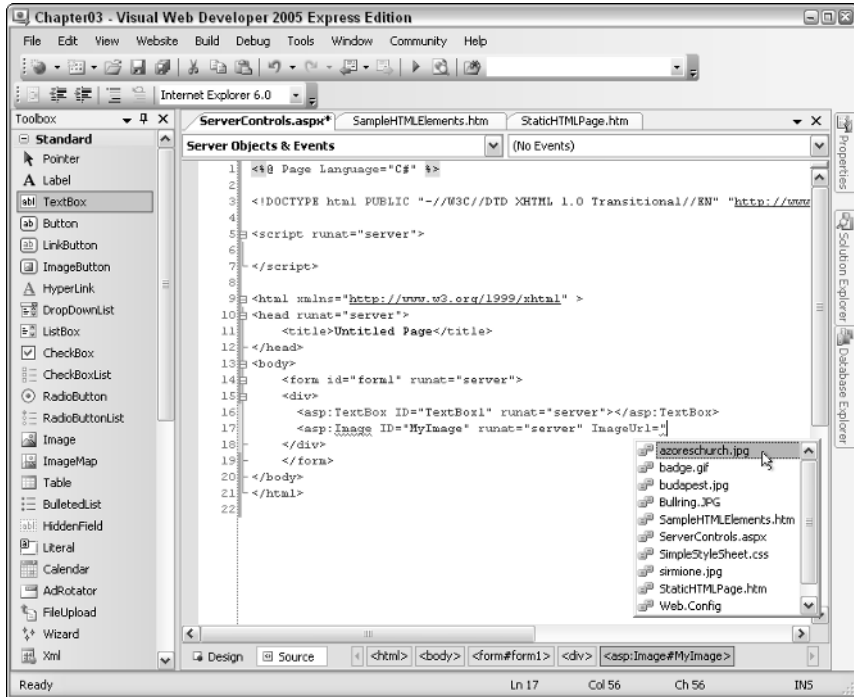 Chapter03 - Visual Web Developer 2005 Express Edition
File Edit View Website Build Debug Tools Window Community Help
Internet Explorer 6.0
Toolbox
ServerControls.aspx* SampleHTMLElements.htm StaticHTMLPage.htm
Standard
Server Objects & Events (No Events)
Pointer
A Label
abl TextBox
ab Button
ab LinkButton
ImageButton
A HyperLink
DropDownList
ListBox
CheckBox
CheckBoxList
RadioButton
RadioButtonList
Image
ImageMap
Table
BulletedList
abl HiddenField
Literal
Calendar
AdRotator
FileUpload
Wizard
Xml
1 <%@ Page Language="C#" %>
2
3 <!DOCTYPE html PUBLIC "-//W3C//DTD XHTML 1.0 Transitional//EN" "http://www
4
5 <script runat="server">
6
7 </script>
8
9 <html xmlns="http://www.w3.org/1999/xhtml" >
10 <head runat="server">
11 <title>Untitled Page</title>
12 </head>
13 <body>
14 <form id="form1" runat="server">
15 <div>
16 <asp:TextBox ID="TextBox1" runat="server"></asp:TextBox>
17 <asp:Image ID="MyImage" runat="server" ImageUrl="
18 </div>
19 </form>
20 </body>
21 </html>
22
azoreschurch.jpg
badge.gif
budapest.jpg
Bullring.JPG
SampleHTMLElements.htm
ServerControls.aspx
SimpleStyleSheet.css
sirmione.jpg
StaticHTMLPage.htm
Web.Config
Properties
Solution Explorer
Database Explorer
Design Source <html> <body> <form#form1> <div> <asp:Image#MyImage>
Ready Ln 17 Col 56 Ch 56 INS